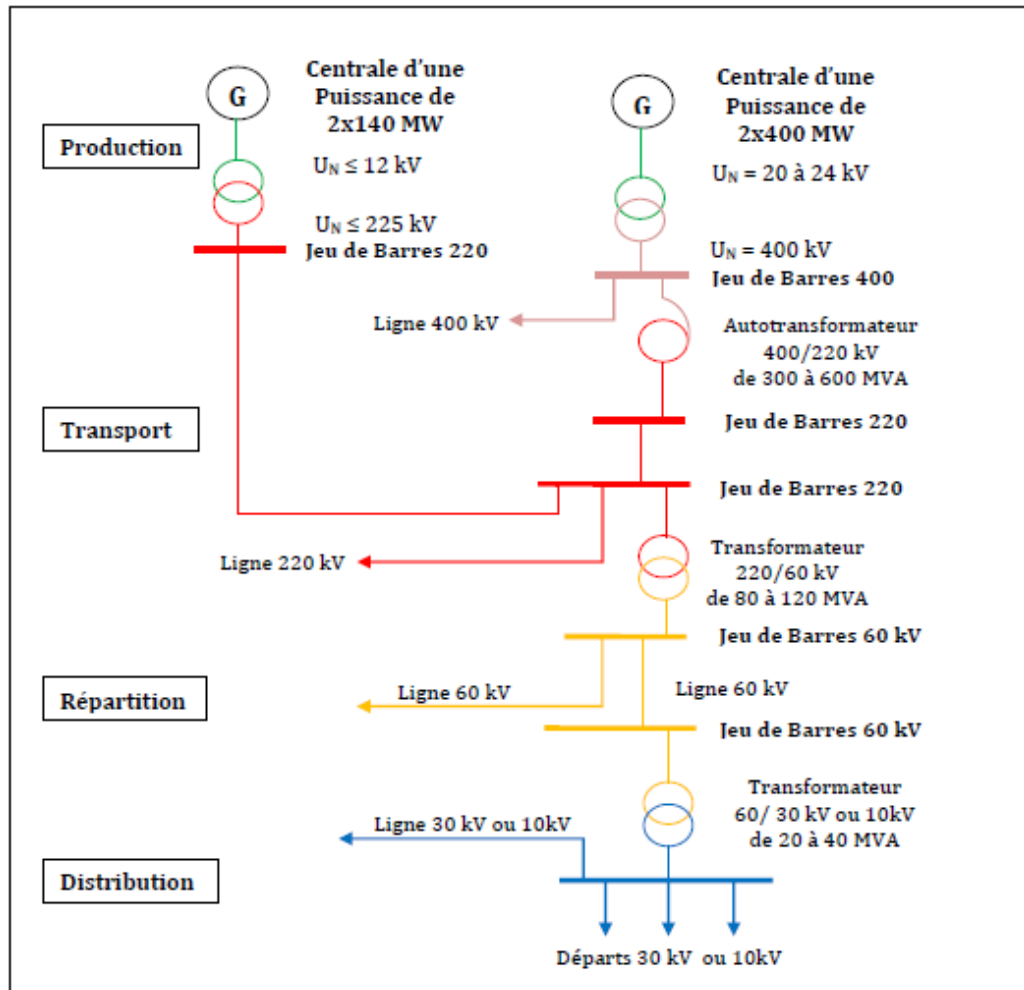 Centrale d'une
Puissance de
2x140 MW
G
Centrale d'une
Puissance de
2x400 MW
G
Production
U_N ≤ 12 kV
U_N = 20 à 24 kV
U_N ≤ 225 kV
Jeu de Barres 220
U_N = 400 kV
Jeu de Barres 400
Ligne 400 kV
Autotransformateur
400/220 kV
de 300 à 600 MVA
Transport
Jeu de Barres 220
Jeu de Barres 220
Ligne 220 kV
Transformateur
220/60 kV
de 80 à 120 MVA
Jeu de Barres 60 kV
Répartition
Ligne 60 kV
Ligne 60 kV
Jeu de Barres 60 kV
Transformateur
60/ 30 kV ou 10kV
de 20 à 40 MVA
Ligne 30 kV ou 10kV
Distribution
Départs 30 kV ou 10kV